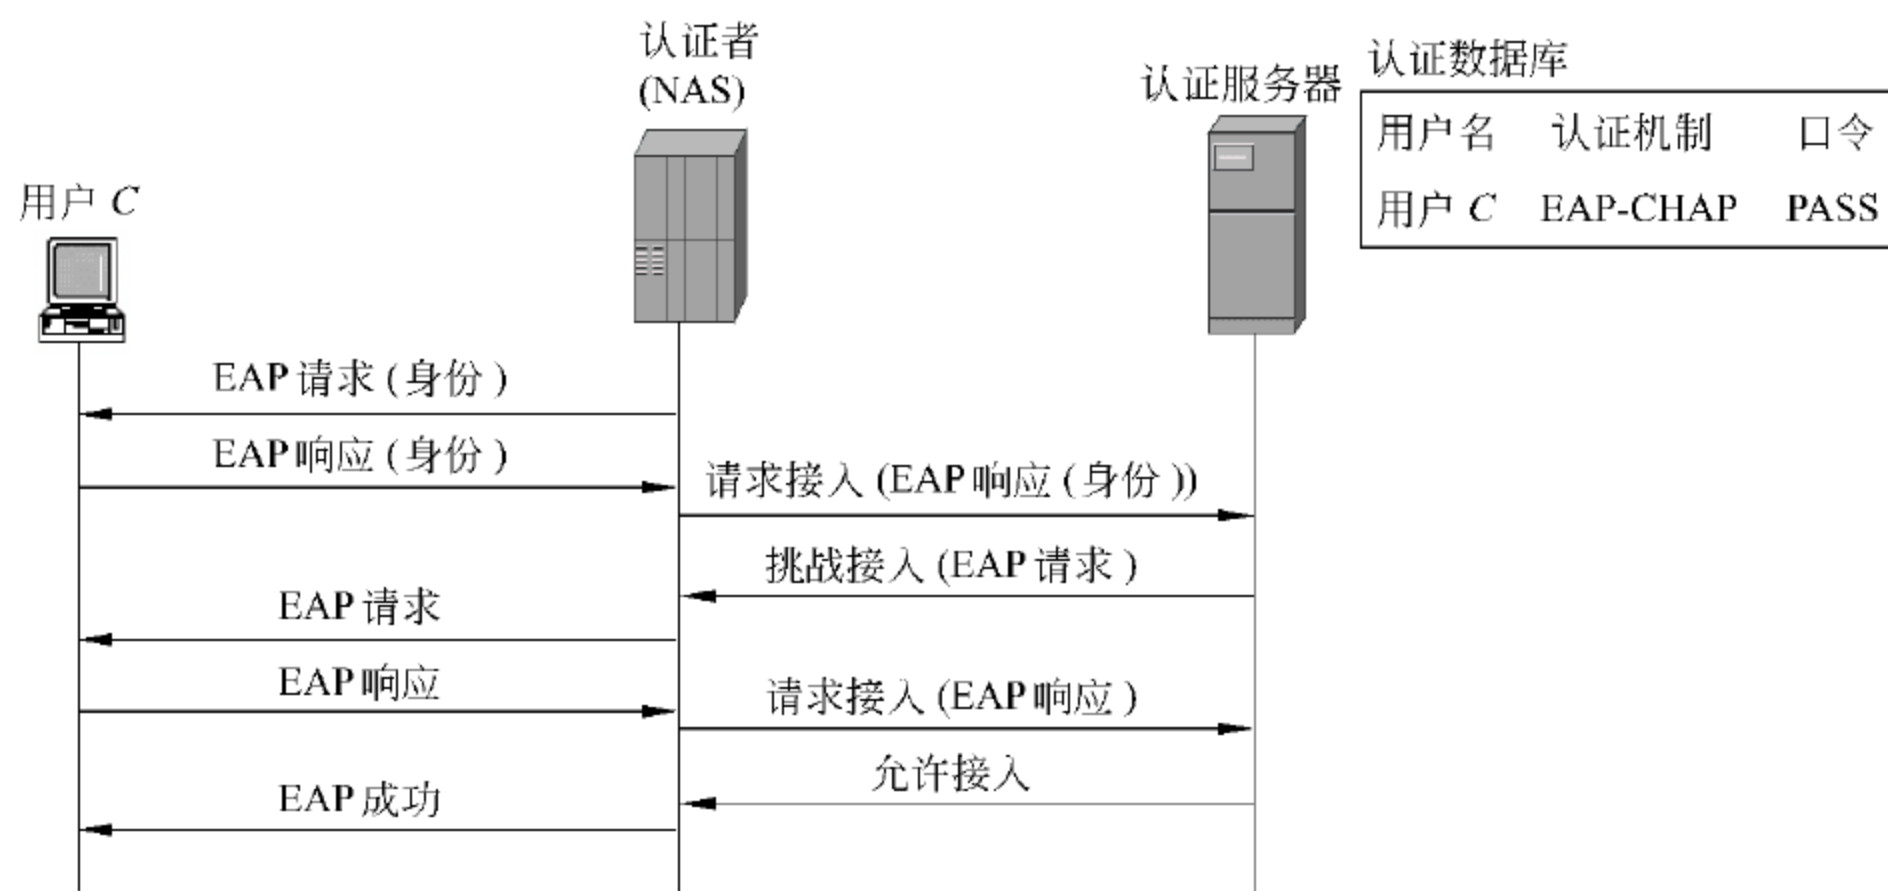 认证者
(NAS)
认证服务器
认证数据库
用户名 认证机制 口令
用户 C EAP-CHAP PASS
用户 C
EAP 请求 ( 身份 )
EAP 响应 ( 身份 )
请求接入 (EAP 响应 ( 身份 ))
挑战接入 (EAP 请求 )
EAP 请求
EAP 响应
请求接入 (EAP 响应 )
允许接入
EAP 成功